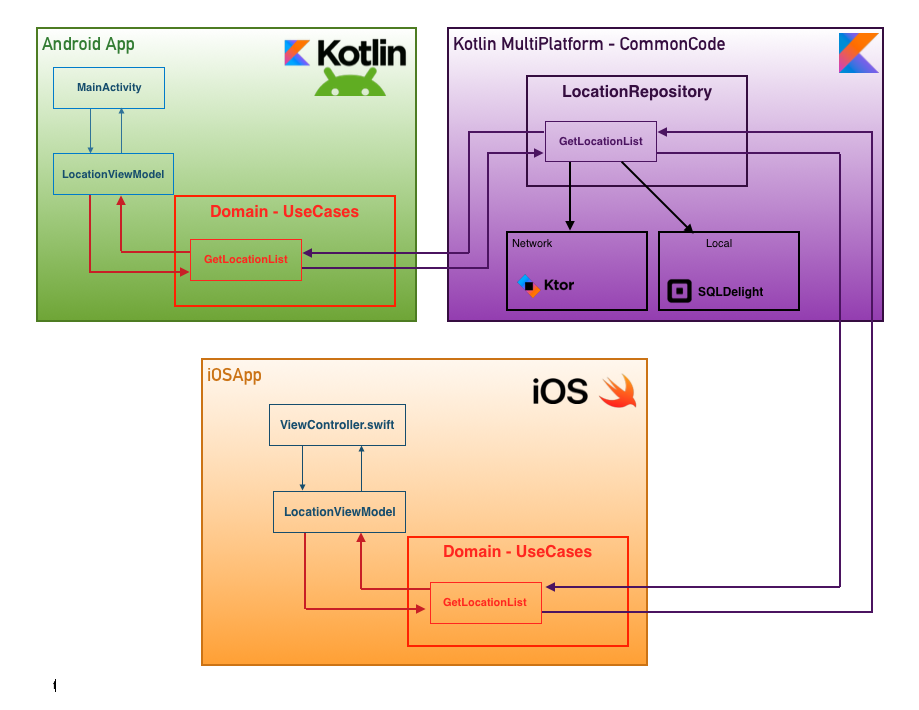 Android App
Kotlin
MainActivity
LocationViewModel
Domain - UseCases
GetLocationList
Kotlin MultiPlatform - CommonCode
LocationRepository
GetLocationList
Network
Ktor
Local
SQLDelight
iOSApp
iOS
ViewController.swift
LocationViewModel
Domain - UseCases
GetLocationList